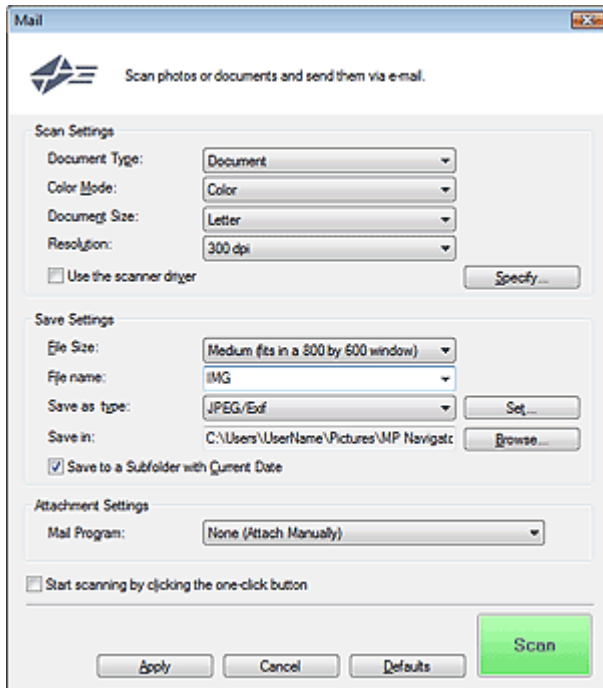 Mail
Scan photos or documents and send them via e-mail.
Scan Settings
Document Type: Document
Color Mode: Color
Document Size: Letter
Resolution: 300 dpi
Use the scanner driver Specify...
Save Settings
File Size: Medium (fits in a 800 by 600 window)
File name: IMG
Save as type: JPEG/Exif Set...
Save in: C:\Users\UserName\Pictures\MP Navigatc Browse...
Save to a Subfolder with Current Date
Attachment Settings
Mail Program: None (Attach Manually)
Start scanning by clicking the one-click button
Scan
Apply Cancel Defaults